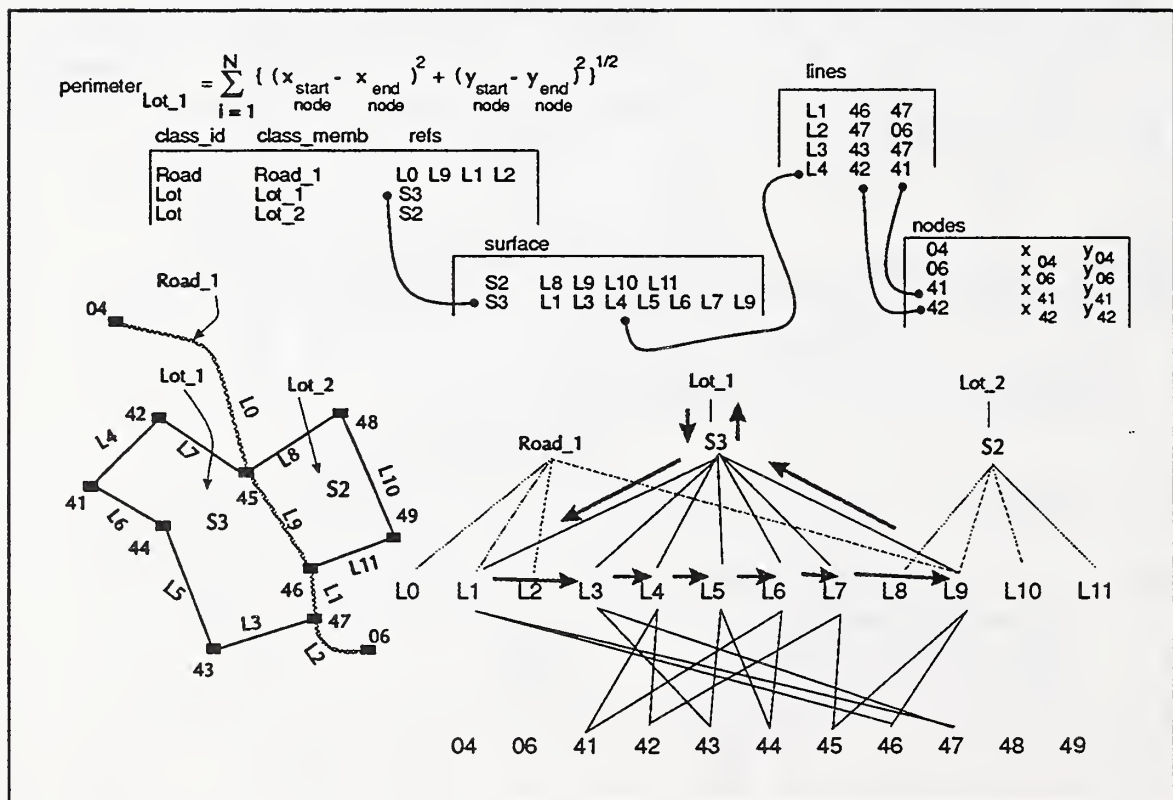 perimeter Lot_1 = N ∑ i = 1 { ( x start node - x end node )2 + ( y start node - y end node )2 }1/2
class_id class_memb refs
Road Road_1 L0 L9 L1 L2
Lot Lot_1 S3
Lot Lot_2 S2
lines
L1 46 47
L2 47 06
L3 43 47
L4 42 41
nodes
04 x 04 y 04
06 x 06 y 06
41 x 41 y 41
42 x 42 y 42
surface
S2 L8 L9 L10 L11
S3 L1 L3 L4 L5 L6 L7 L9
Road_1
04
Lot_1
Lot_2
L0
42
48
L4
L7
L8
L10
41
45
S2
L6
S3
L9
49
44
L11
L5
46
L1
L3
47
06
L2
43
Lot_1
Lot_2
Road_1
S3
S2
L0 L1 L2 L3 L4 L5 L6 L7 L8 L9 L10 L11
04 06 41 42 43 44 45 46 47 48 49